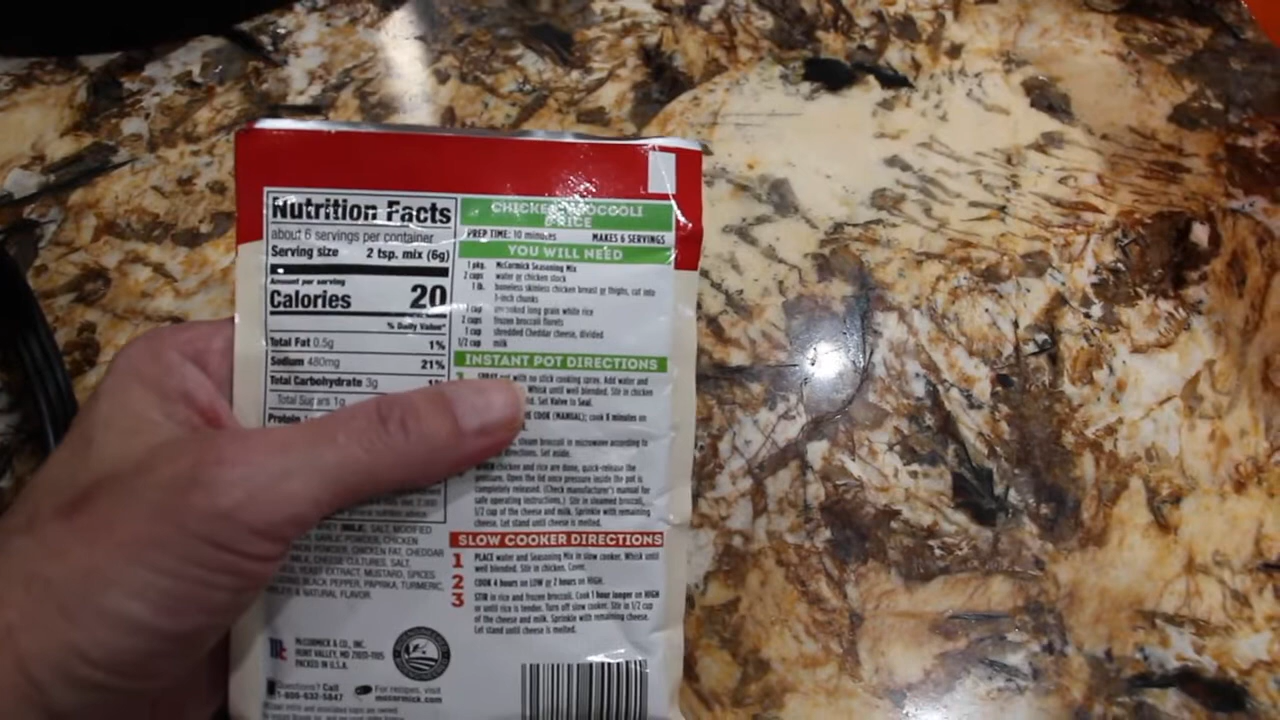 Nutrition Facts
about 6 servings per container
Serving size 2 tsp. mix (6g)
Amount per serving
Calories 20
% Daily Value*
Total Fat 0.5g 1%
Sodium 480mg 21%
Total Carbohydrate 3g
Total Sugars 1g
Protein
SALT, MODIFIED
GARLIC POWDER, CHICKEN
POWDER, CHICKEN FAT, CHEDDAR
CHEESE CULTURES, SALT,
YEAST EXTRACT, MUSTARD, SPICES
BLACK PEPPER, PAPRIKA, TURMERIC,
& NATURAL FLAVOR.
McCORMICK & CO., INC.
HUNT VALLEY, MD 21031-1105
PACKED IN U.S.A.
Questions? Call
1-800-632-5847
For recipes, visit
mccormick.com
CHICKEN BROCCOLI
& RICE
PREP TIME: 10 minutes MAKES 6 SERVINGS
YOU WILL NEED
1 pkg. McCormick Seasoning Mix
2 cups water or chicken stock
1 lb. boneless skinless chicken breast or thighs, cut into
1-inch chunks
1 cup uncooked long grain white rice
2 cups frozen broccoli florets
1 cup shredded Cheddar cheese, divided
1/2 cup milk
INSTANT POT DIRECTIONS
SPRAY pot with no stick cooking spray. Add water and
Whisk until well blended. Stir in chicken
Set Valve to Seal.
COOK (MANUAL); cook 8 minutes on
steam broccoli in microwave according to
directions. Set aside.
WHEN chicken and rice are done, quick-release the
pressure. Open the lid once pressure inside the pot is
completely released. (Check manufacturer's manual for
safe operating instructions.) Stir in steamed broccoli,
1/2 cup of the cheese and milk. Sprinkle with remaining
cheese. Let stand until cheese is melted.
SLOW COOKER DIRECTIONS
1 PLACE water and Seasoning Mix in slow cooker. Whisk until
well blended. Stir in chicken. Cover.
2 COOK 4 hours on LOW or 2 hours on HIGH.
3 STIR in rice and frozen broccoli. Cook 1 hour longer on HIGH
or until rice is tender. Turn off slow cooker. Stir in 1/2 cup
of the cheese and milk. Sprinkle with remaining cheese.
Let stand until cheese is melted.